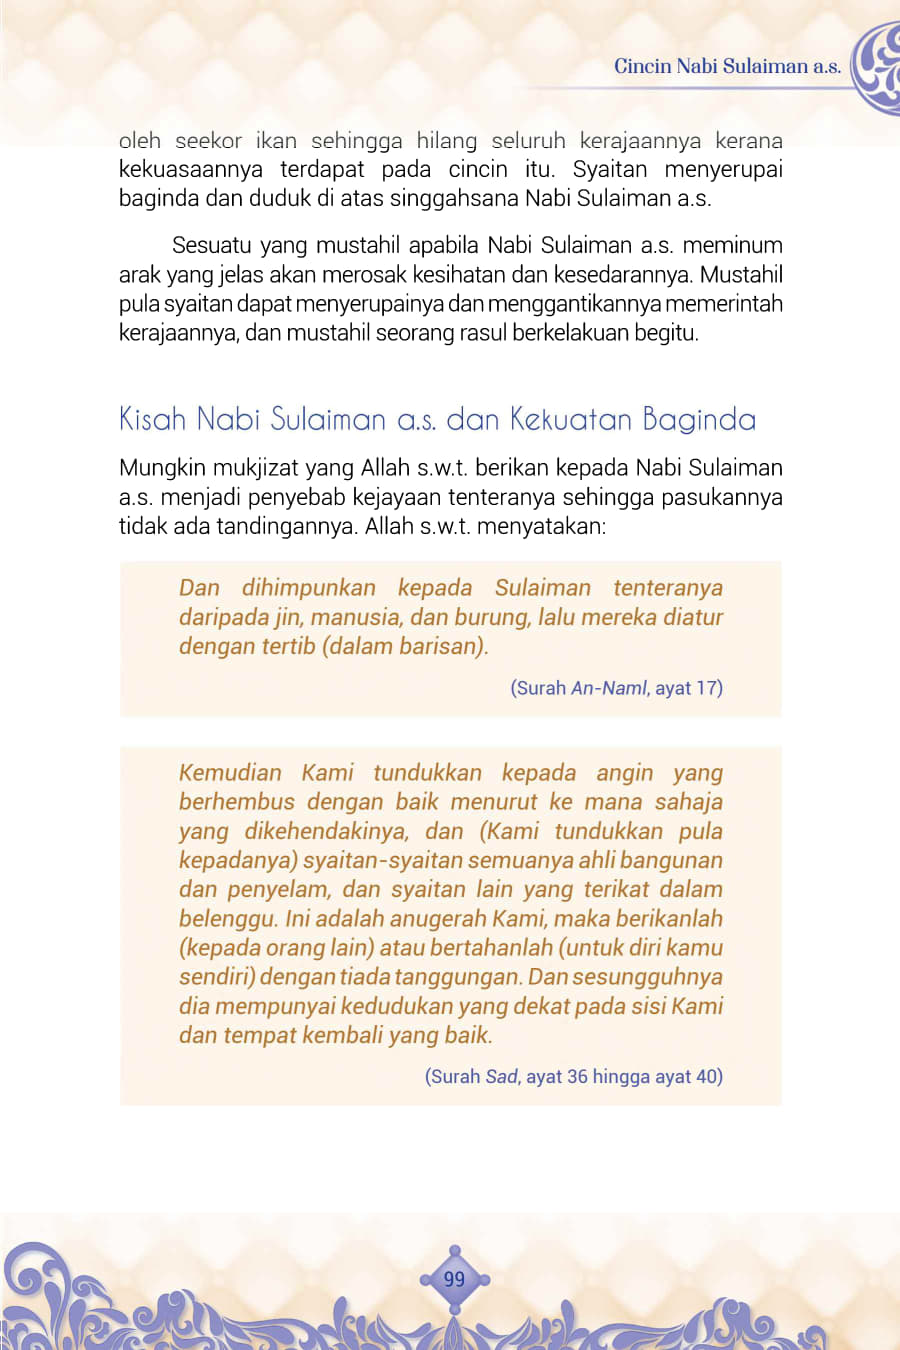 Cincin Nabi Sulaiman a.s.
oleh seekor ikan sehingga hilang seluruh kerajaannya kerana
kekuasaannya terdapat pada cincin itu. Syaitan menyerupai
baginda dan duduk di atas singgahsana Nabi Sulaiman a.s.
Sesuatu yang mustahil apabila Nabi Sulaiman a.s. meminum
arak yang jelas akan merosak kesihatan dan kesedarannya. Mustahil
pula syaitan dapat menyerupainya dan menggantikannya memerintah
kerajaannya, dan mustahil seorang rasul berkelakuan begitu.
Kisah Nabi Sulaiman a.s. dan Kekuatan Baginda
Mungkin mukjizat yang Allah s.w.t. berikan kepada Nabi Sulaiman
a.s. menjadi penyebab kejayaan tenteranya sehingga pasukannya
tidak ada tandingannya. Allah s.w.t. menyatakan:
Dan dihimpunkan kepada Sulaiman tenteranya
daripada jin, manusia, dan burung, lalu mereka diatur
dengan tertib (dalam barisan).
(Surah An-Naml, ayat 17)
Kemudian Kami tundukkan kepada angin yang
berhembus dengan baik menurut ke mana sahaja
yang dikehendakinya, dan (Kami tundukkan pula
kepadanya) syaitan-syaitan semuanya ahli bangunan
dan penyelam, dan syaitan lain yang terikat dalam
belenggu. Ini adalah anugerah Kami, maka berikanlah
(kepada orang lain) atau bertahanlah (untuk diri kamu
sendiri) dengan tiada tanggungan. Dan sesungguhnya
dia mempunyai kedudukan yang dekat pada sisi Kami
dan tempat kembali yang baik.
(Surah Sad, ayat 36 hingga ayat 40)
99